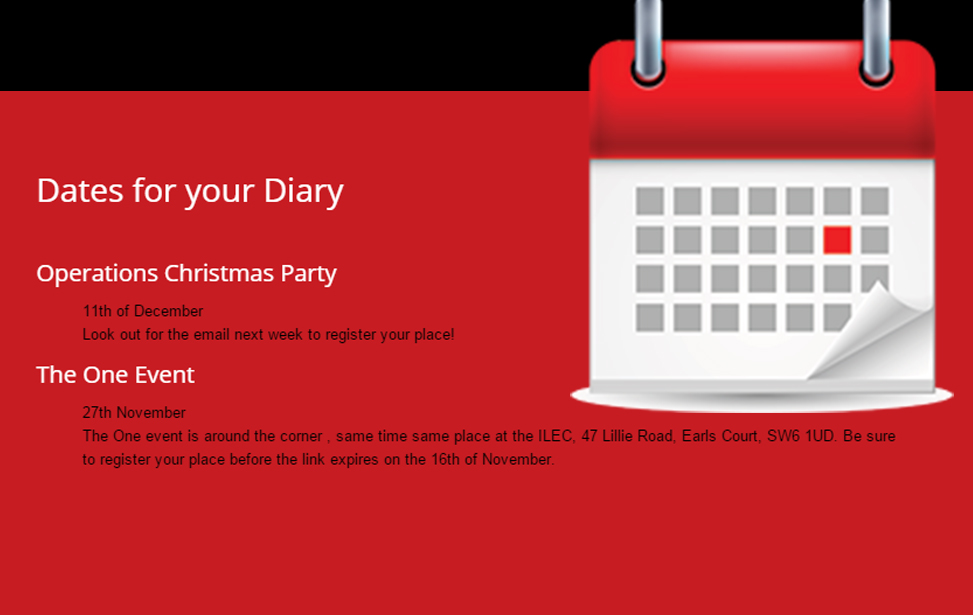 Dates for your Diary
Operations Christmas Party
11th of December
Look out for the email next week to register your place!
The One Event
27th November
The One event is around the corner , same time same place at the ILEC, 47 Lillie Road, Earls Court, SW6 1UD. Be sure
to register your place before the link expires on the 16th of November.